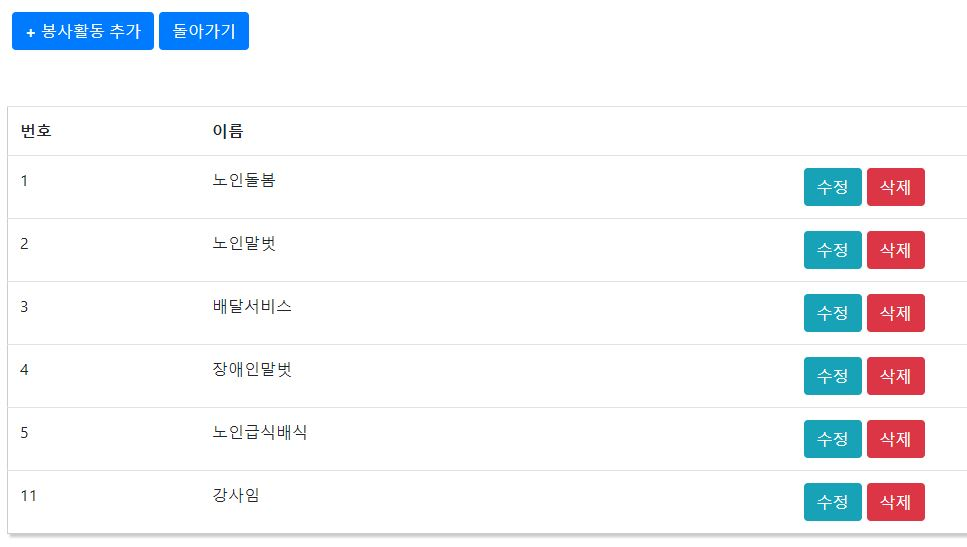 + 봉사활동 추가 돌아가기
번호 이름
1 노인돌봄 수정 삭제
2 노인말벗 수정 삭제
3 배달서비스 수정 삭제
4 장애인말벗 수정 삭제
5 노인급식배식 수정 삭제
11 강사임 수정 삭제